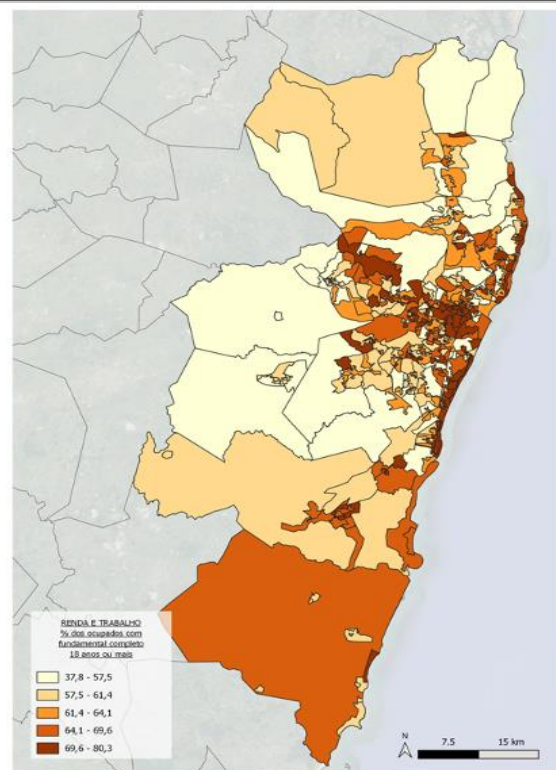 RENDA E TRABALHO
% dos ocupados com
fundamental completo
18 anos ou mais
37,8 - 57,5
57,5 - 61,4
61,4 - 64,1
64,1 - 69,6
69,6 - 80,3
N
7.5 15 km